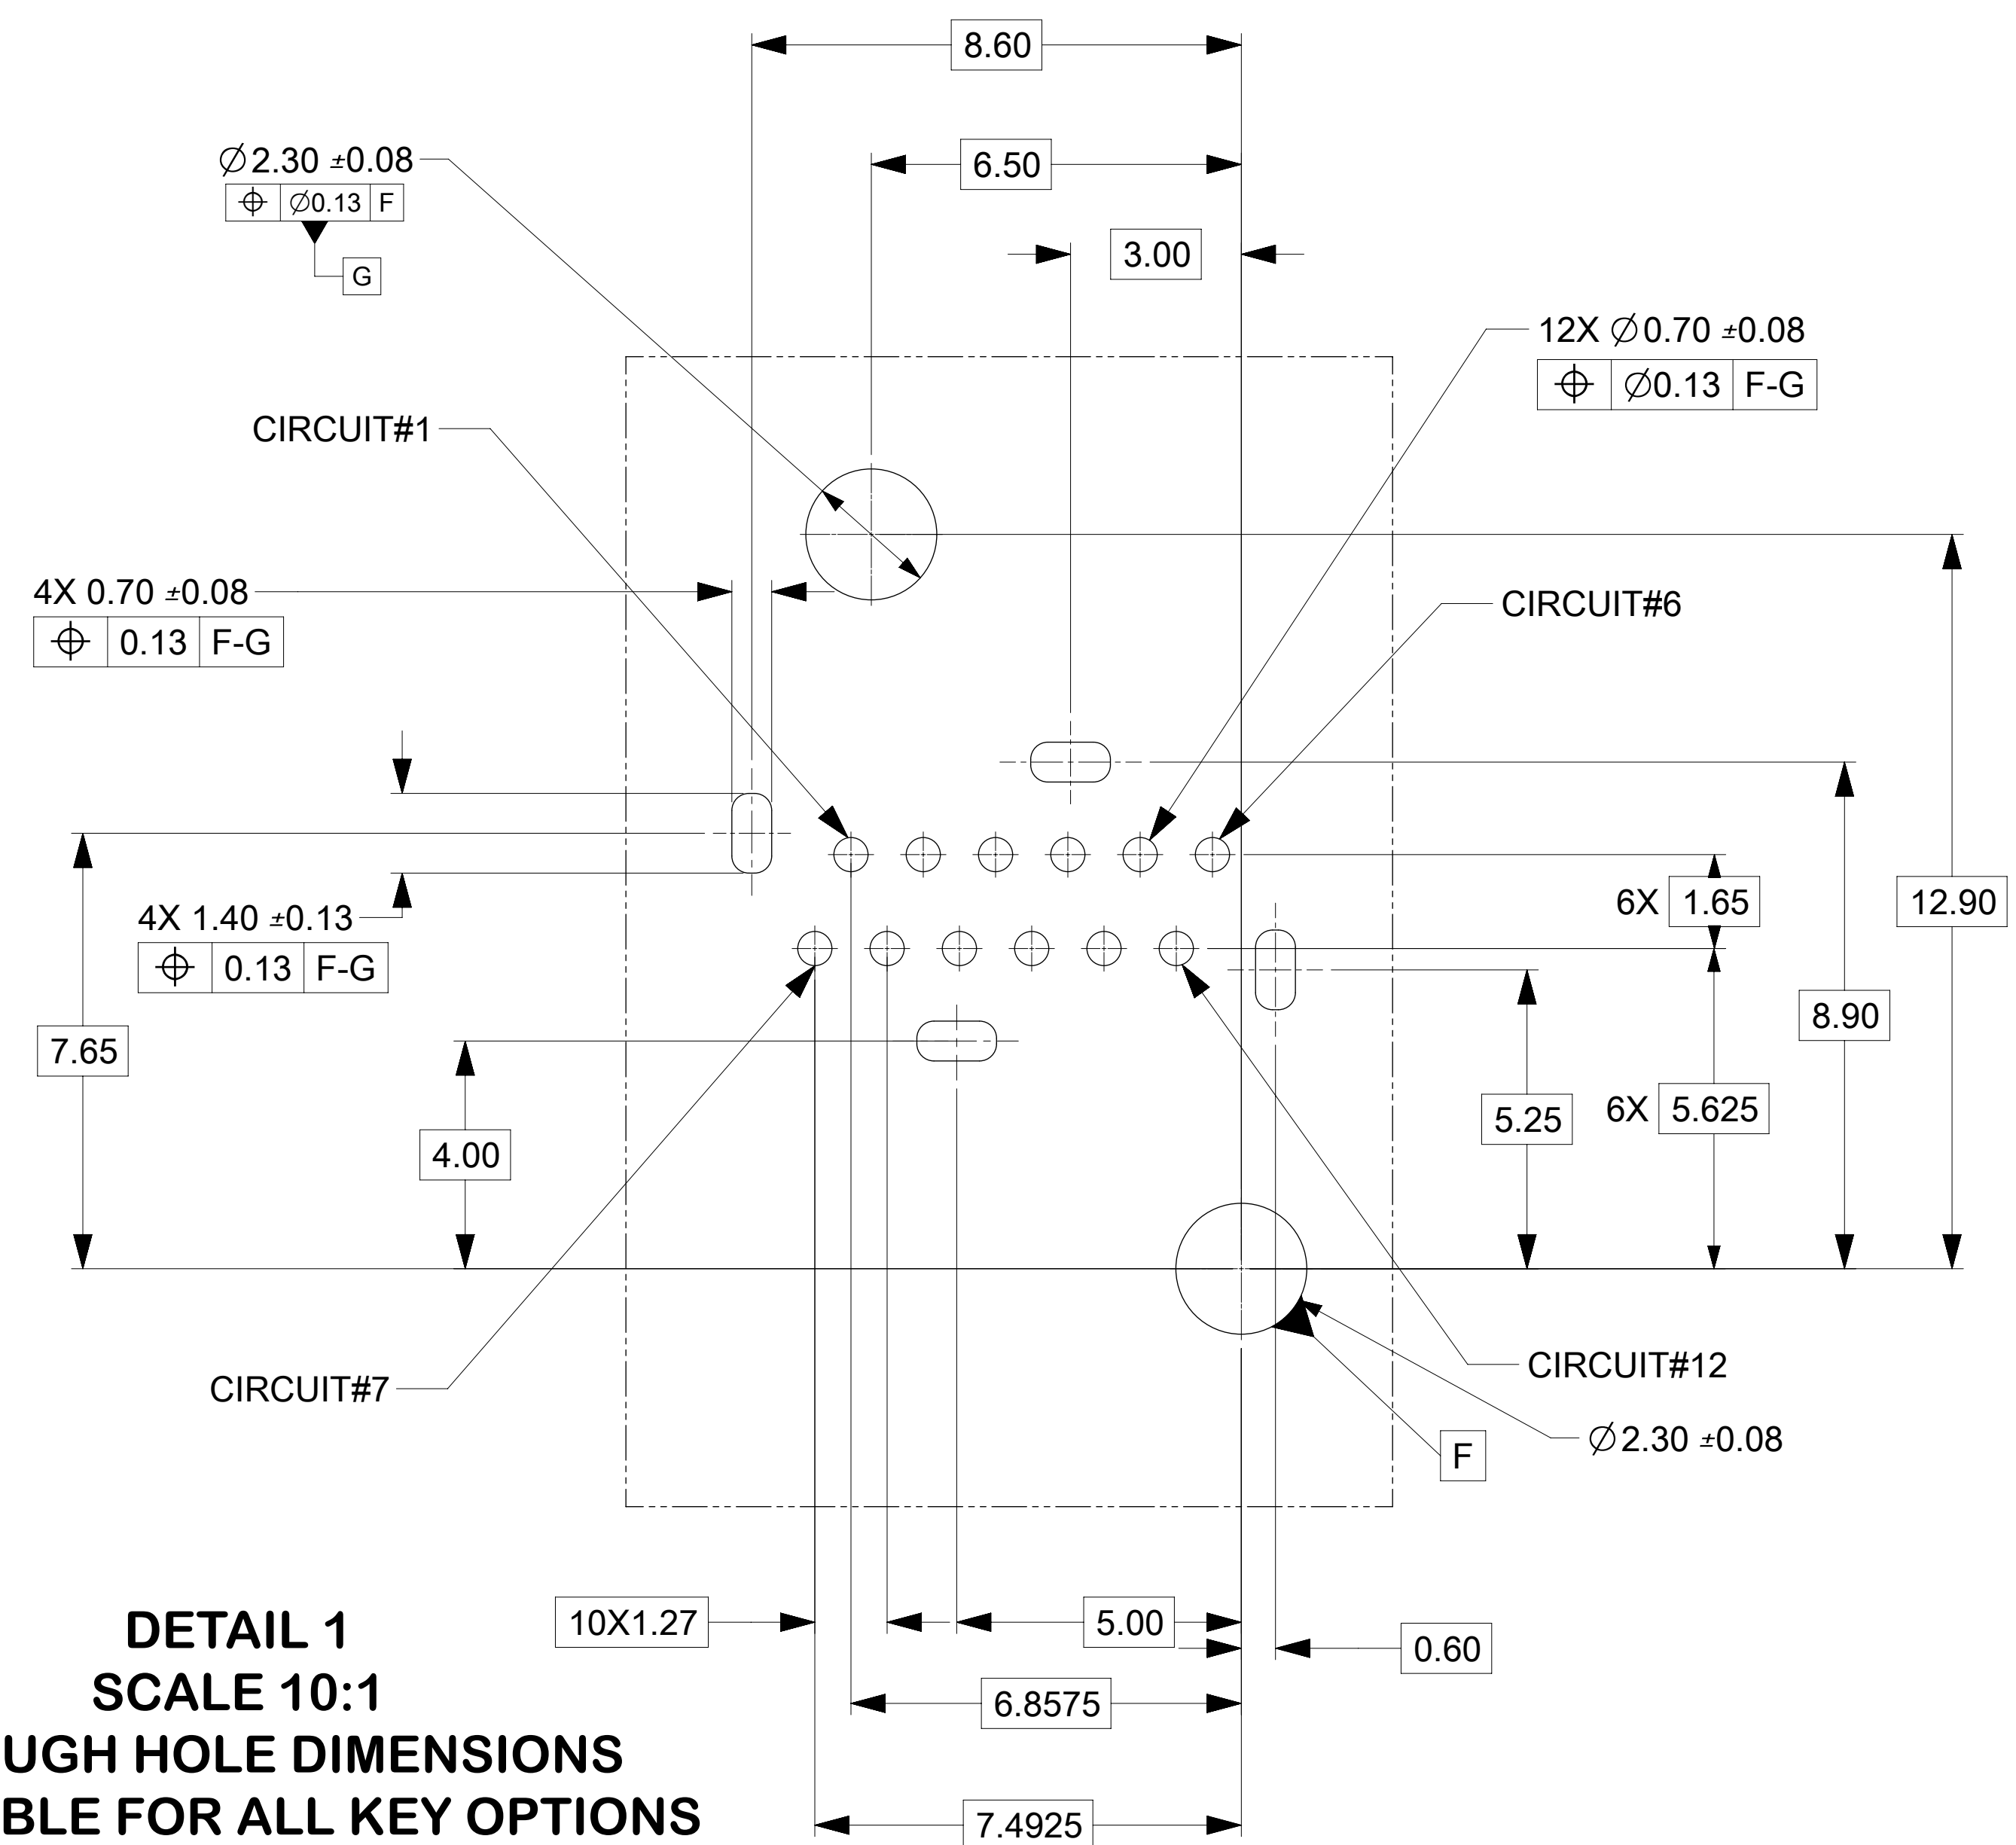 8.60
⌀2.30 ±0.08
⌖ ⌀0.13 F
G
6.50
3.00
12X ⌀0.70 ±0.08
⌖ ⌀0.13 F-G
CIRCUIT#1
4X 0.70 ±0.08
⌖ 0.13 F-G
CIRCUIT#6
4X 1.40 ±0.13
⌖ 0.13 F-G
6X 1.65
12.90
7.65
8.90
4.00
5.25
6X 5.625
CIRCUIT#7
CIRCUIT#12
F
⌀2.30 ±0.08
10X1.27
5.00
0.60
6.8575
7.4925
DETAIL 1
SCALE 10:1
UGH HOLE DIMENSIONS
BLE FOR ALL KEY OPTIONS